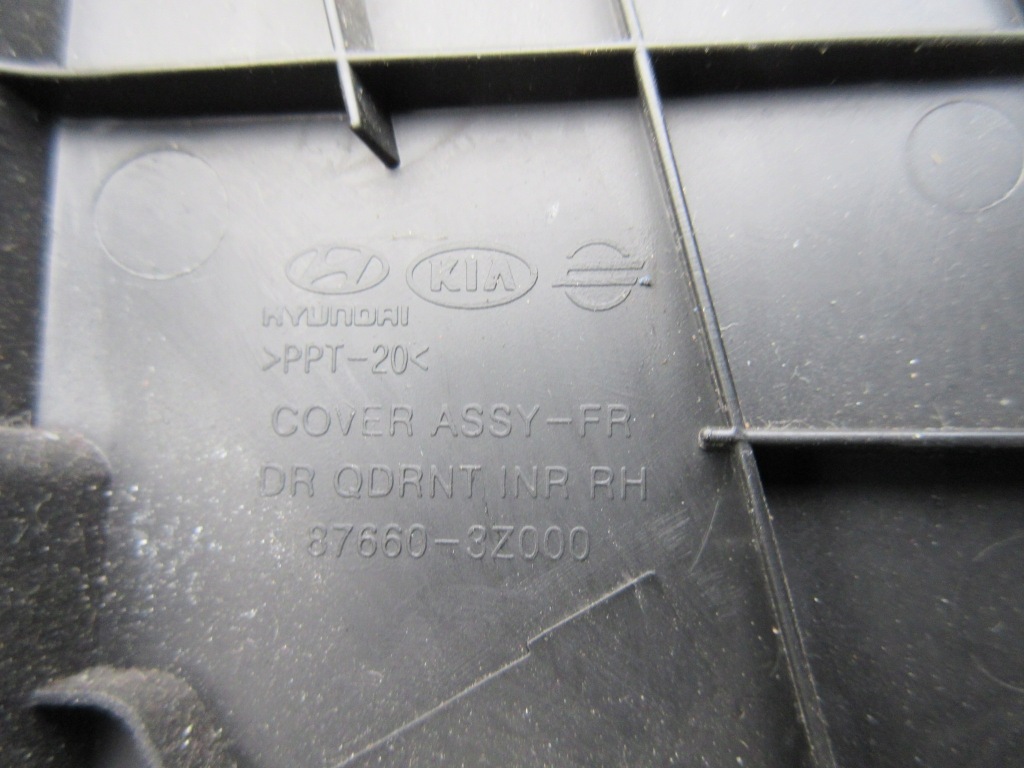 KIA
HYUNDAI
>PPT-20<
COVER ASSY-FR
DR QDRNT INR RH
87660-3Z000